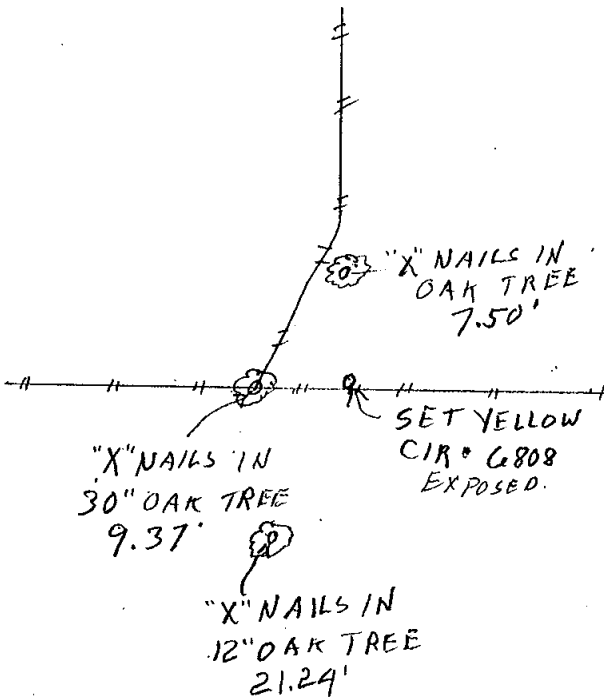 "X" NAILS IN
OAK TREE
7.50'
SET YELLOW
CIR • 6808
EXPOSED.
"X" NAILS IN
30" OAK TREE
9.37'
"X" NAILS IN
12" OAK TREE
21.24'